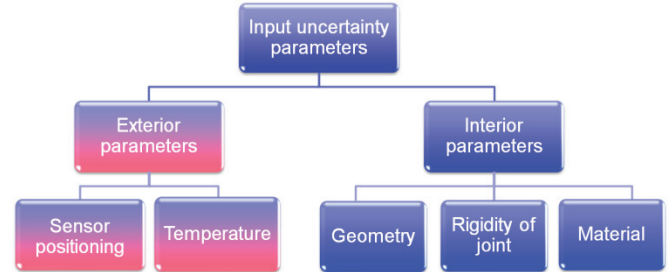 Input uncertainty
parameters
Exterior
parameters
Interior
parameters
Sensor
positioning
Temperature
Geometry
Rigidity of
joint
Material